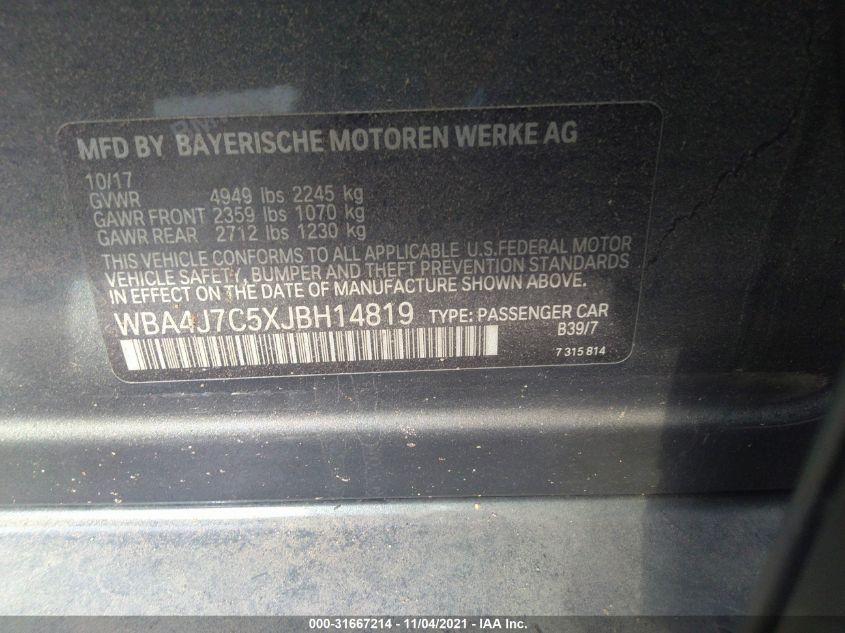 MFD BY BAYERISCHE MOTOREN WERKE AG
10/17
GVWR 4949 lbs 2245 kg
GAWR FRONT 2359 lbs 1070 kg
GAWR REAR 2712 lbs 1230 kg
THIS VEHICLE CONFORMS TO ALL APPLICABLE U.S.FEDERAL MOTOR
VEHICLE SAFETY, BUMPER AND THEFT PREVENTION STANDARDS
IN EFFECT ON THE DATE OF MANUFACTURE SHOWN ABOVE.
WBA4J7C5XJBH14819 TYPE: PASSENGER CAR
B39/7
7 315 814
000-31667214 - 11/04/2021 - IAA Inc.